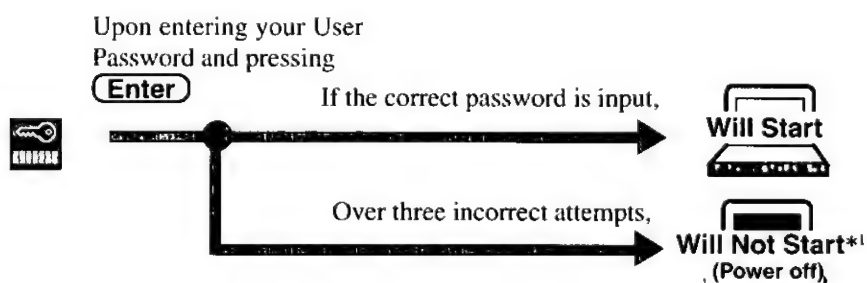 Upon entering your User
Password and pressing
Enter
If the correct password is input,
Will Start
Over three incorrect attempts,
Will Not Start*1
(Power off)